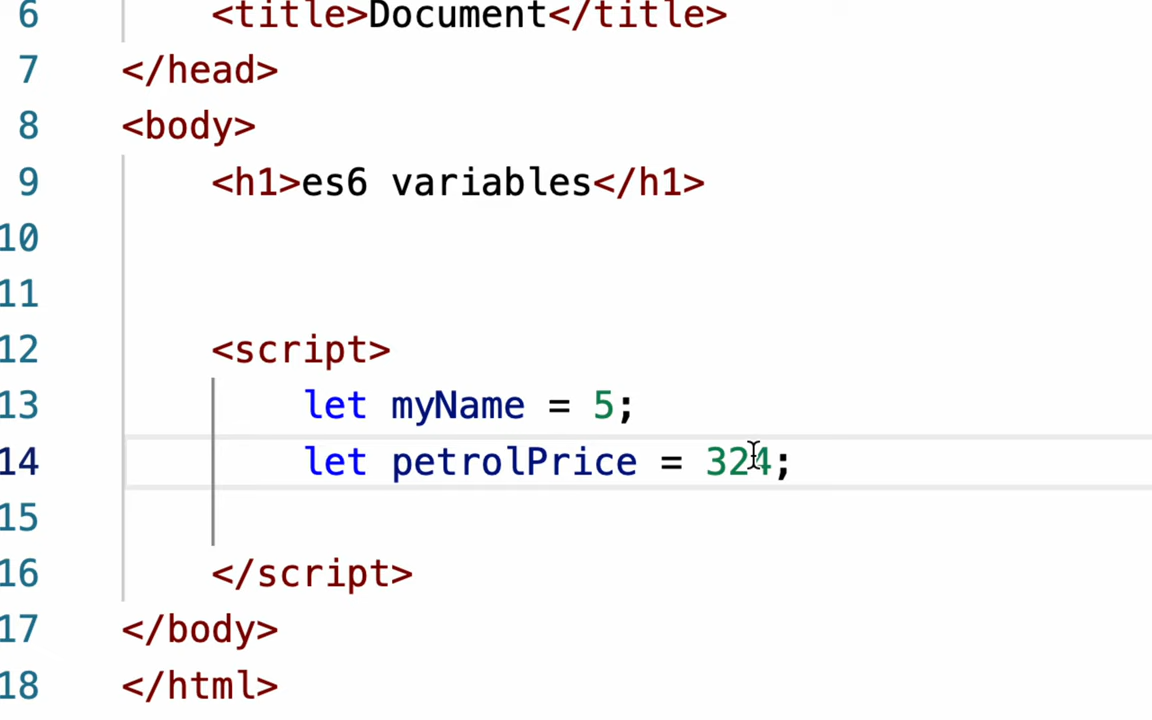 6 <title>Document</title>
7 </head>
8 <body>
9 <h1>es6 variables</h1>
10
11
12 <script>
13 let myName = 5;
14 let petrolPrice = 324;
15
16 </script>
17 </body>
18 </html>